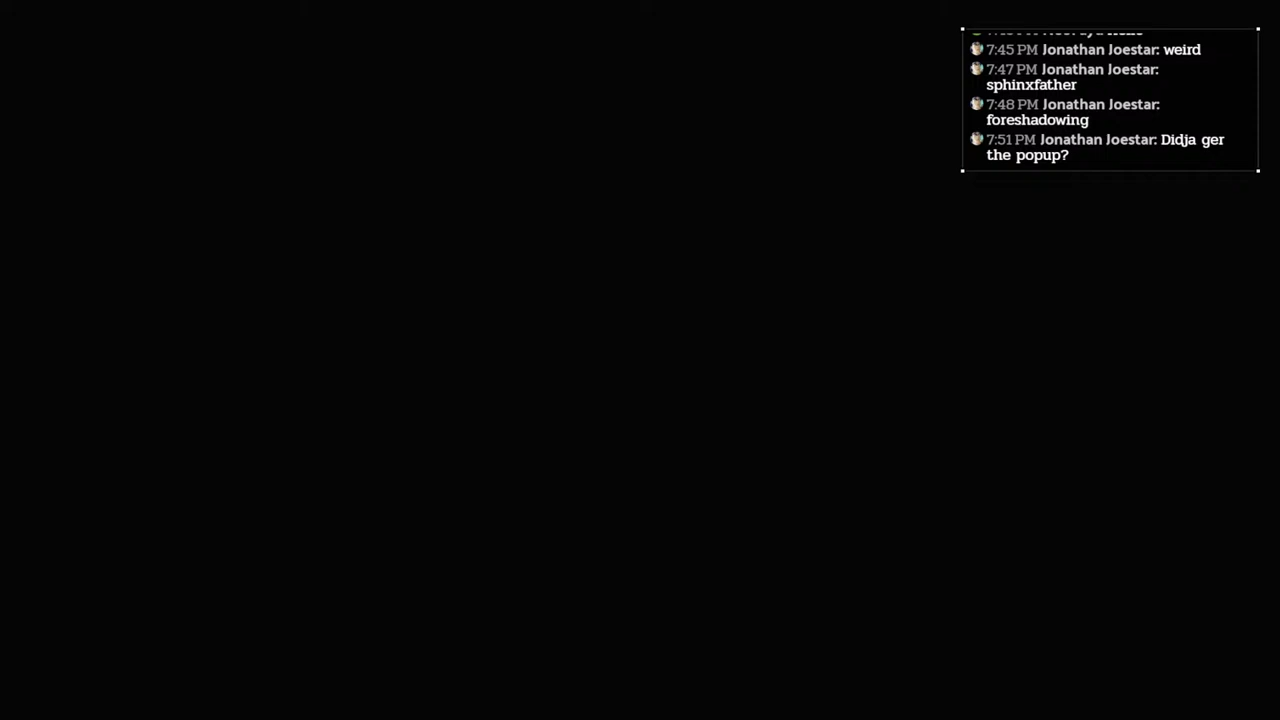 7:45 PM Jonathan Joestar: weird
7:47 PM Jonathan Joestar:
sphinxfather
7:48 PM Jonathan Joestar:
foreshadowing
7:51 PM Jonathan Joestar: Didja ger
the popup?